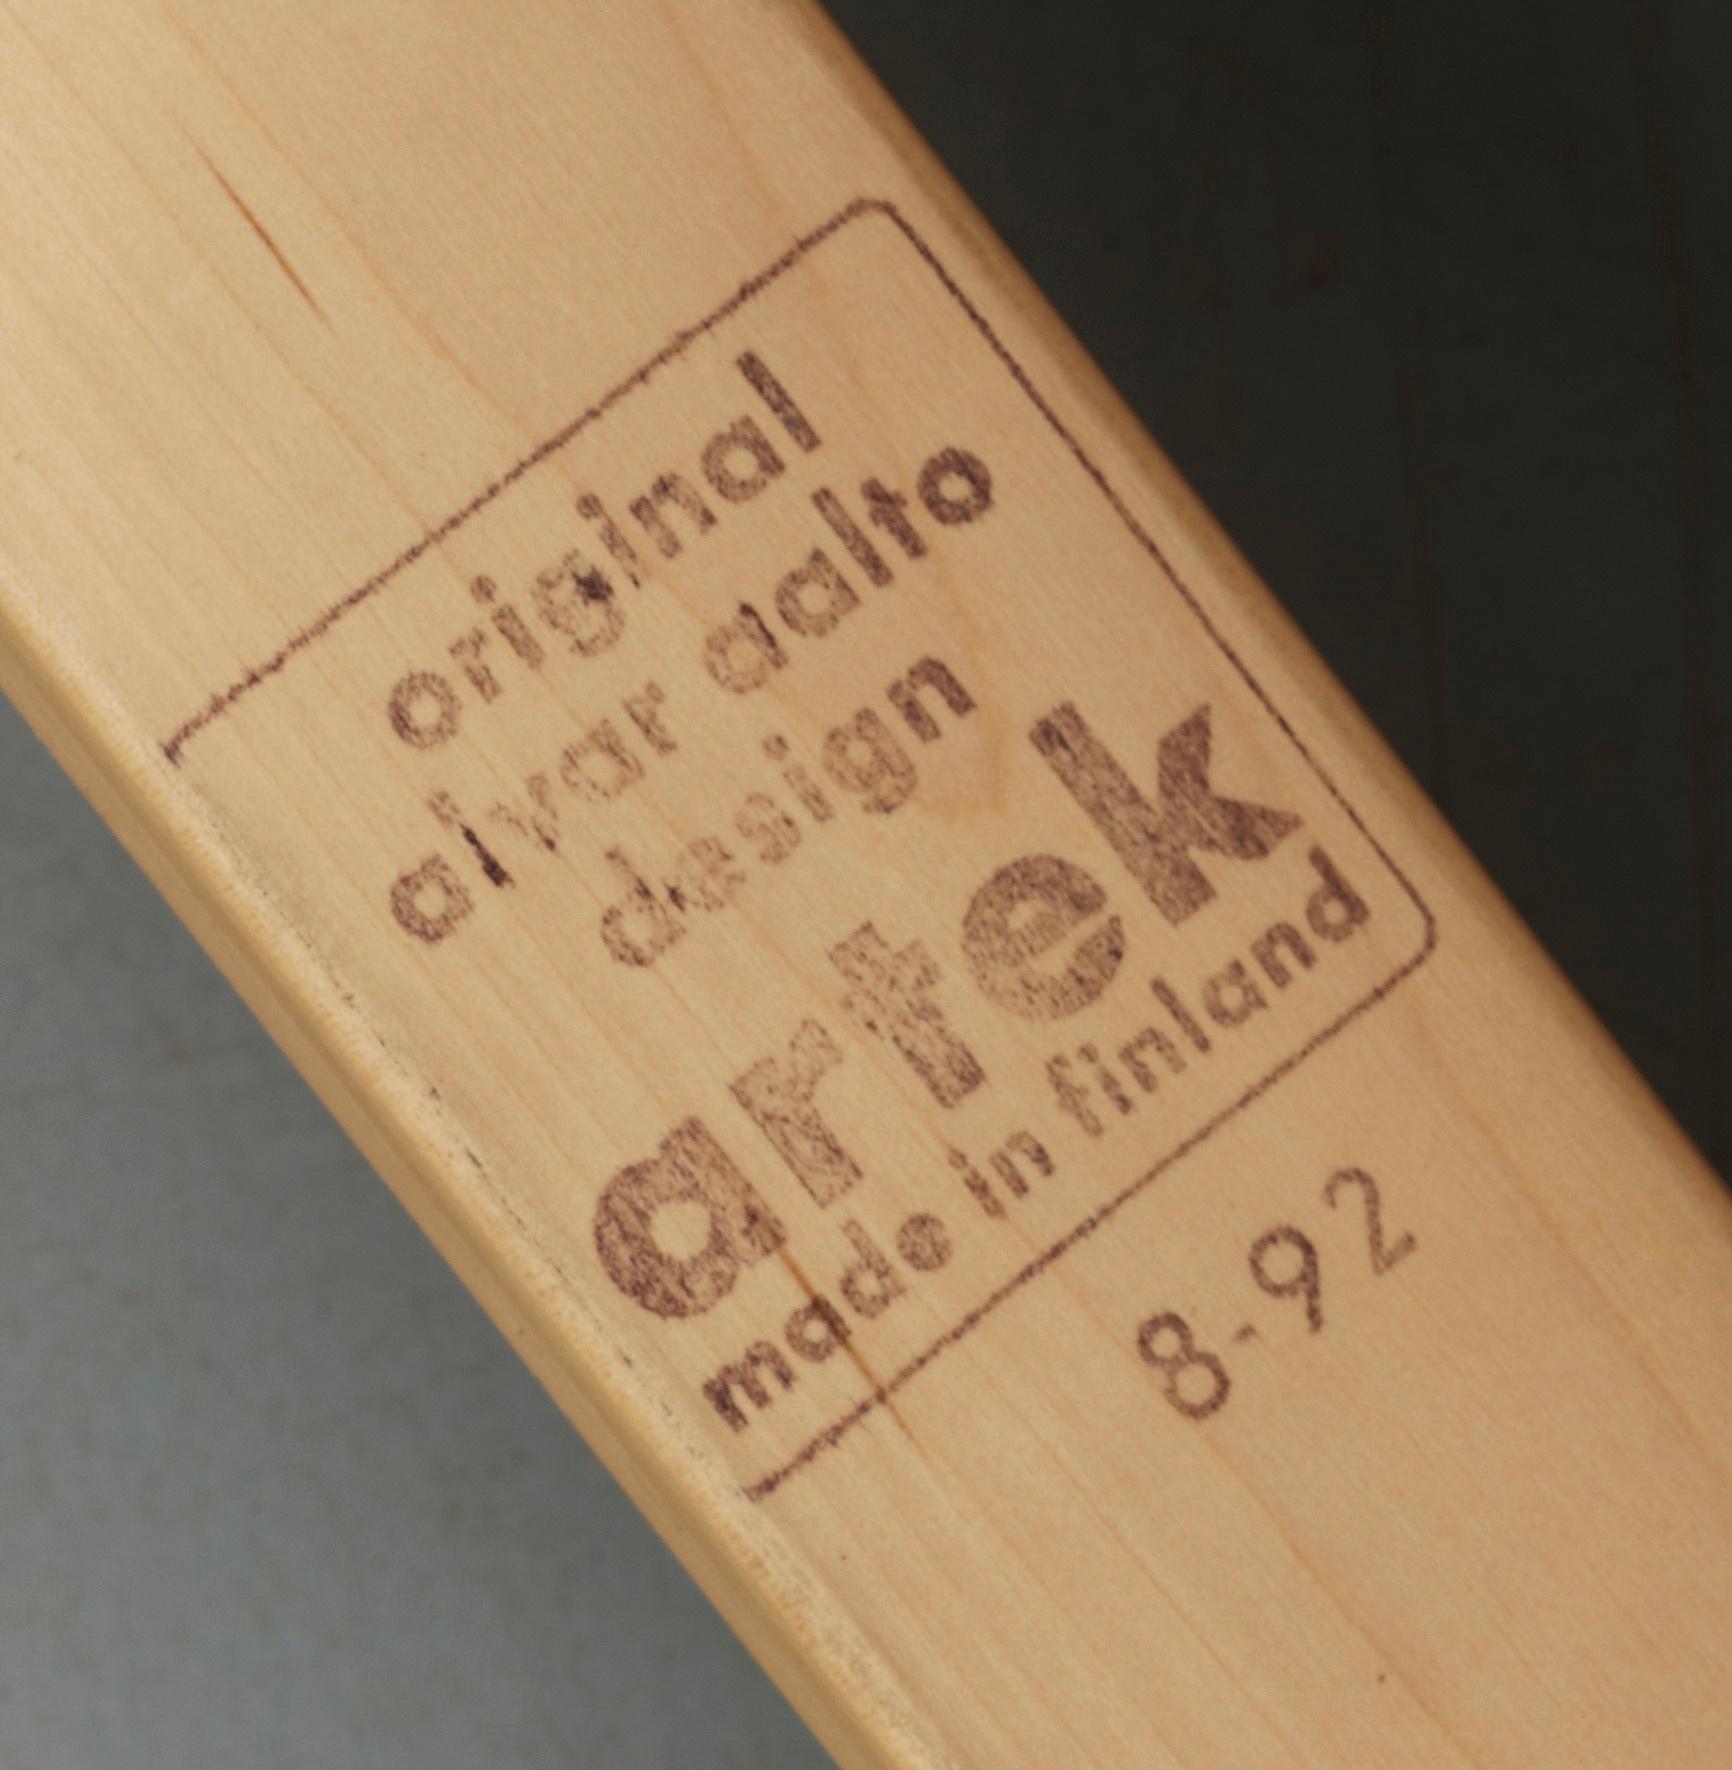 original
alvar aalto
design
artek
made in finland
8-92